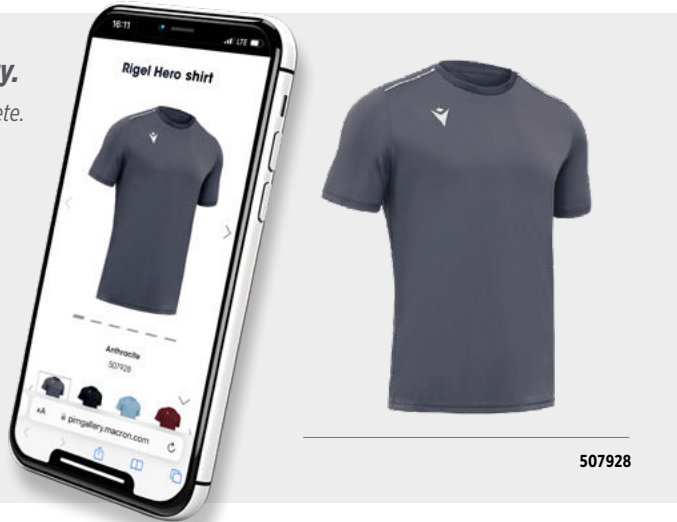 y.
ete.
16:11
LTE
Rigel Hero shirt
Anthracite
507928
AA pimgallery.macron.com
507928